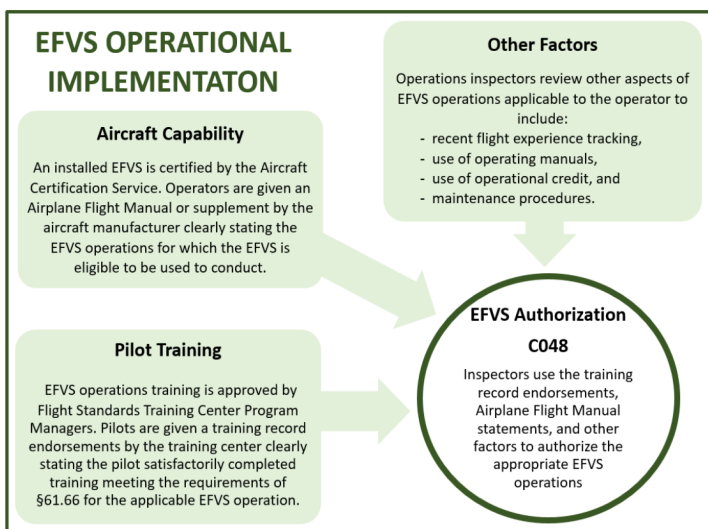 EFVS OPERATIONAL
IMPLEMENTATON
Aircraft Capability
An installed EFVS is certified by the Aircraft
Certification Service. Operators are given an
Airplane Flight Manual or supplement by the
aircraft manufacturer clearly stating the
EFVS operations for which the EFVS is
eligible to be used to conduct.
Other Factors
Operations inspectors review other aspects of
EFVS operations applicable to the operator to
include:
- recent flight experience tracking,
- use of operating manuals,
- use of operational credit, and
- maintenance procedures.
Pilot Training
EFVS operations training is approved by
Flight Standards Training Center Program
Managers. Pilots are given a training record
endorsements by the training center clearly
stating the pilot satisfactorily completed
training meeting the requirements of
§61.66 for the applicable EFVS operation.
EFVS Authorization
C048
Inspectors use the training
record endorsements,
Airplane Flight Manual
statements, and other
factors to authorize the
appropriate EFVS
operations